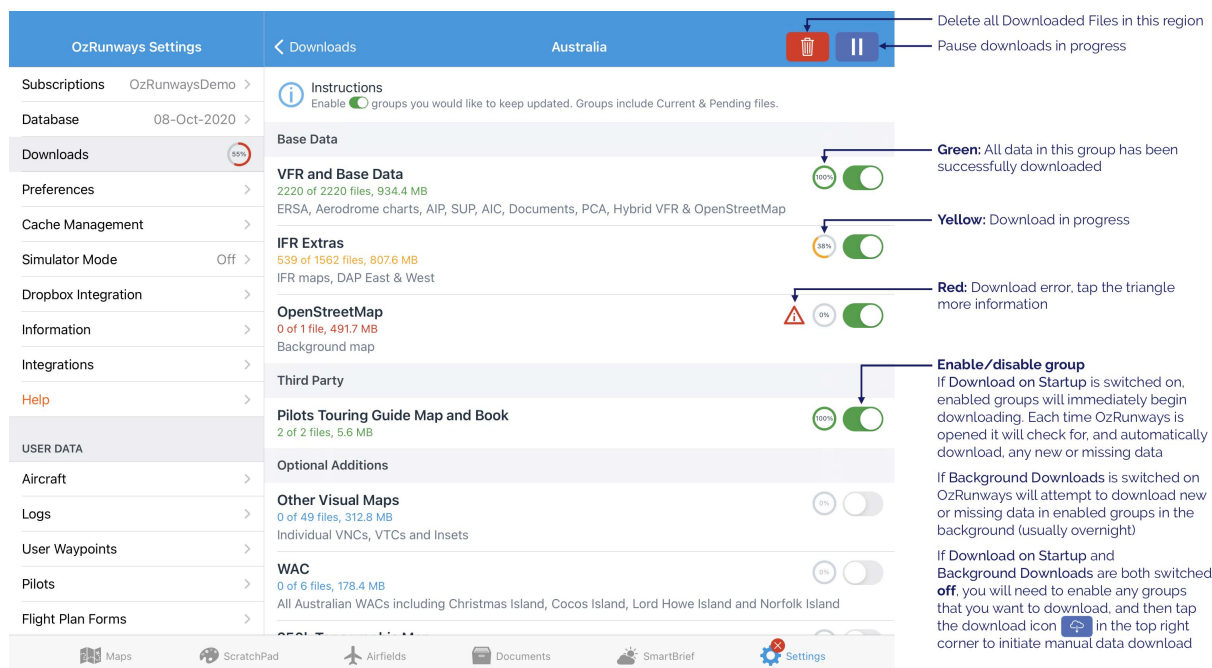 OzRunways Settings
Downloads
Australia
Delete all Downloaded Files in this region
Pause downloads in progress
Subscriptions OzRunwaysDemo
Database 08-Oct-2020
Downloads 55%
Preferences
Cache Management
Simulator Mode Off
Dropbox Integration
Information
Integrations
Help
USER DATA
Aircraft
Logs
User Waypoints
Pilots
Flight Plan Forms
Instructions
Enable groups you would like to keep updated. Groups include Current & Pending files.
Base Data
VFR and Base Data
100%
2220 of 2220 files, 934.4 MB
ERSA, Aerodrome charts, AIP, SUP, AIC, Documents, PCA, Hybrid VFR & OpenStreetMap
IFR Extras
38%
539 of 1562 files, 807.6 MB
IFR maps, DAP East & West
OpenStreetMap
0%
0 of 1 file, 491.7 MB
Background map
Third Party
Pilots Touring Guide Map and Book
100%
2 of 2 files, 5.6 MB
Optional Additions
Other Visual Maps
0%
0 of 49 files, 312.8 MB
Individual VNCs, VTCs and Insets
WAC
0%
0 of 6 files, 178.4 MB
All Australian WACs including Christmas Island, Cocos Island, Lord Howe Island and Norfolk Island
Green: All data in this group has been
successfully downloaded
Yellow: Download in progress
Red: Download error, tap the triangle
more information
Enable/disable group
If Download on Startup is switched on,
enabled groups will immediately begin
downloading. Each time OzRunways is
opened it will check for, and automatically
download, any new or missing data
If Background Downloads is switched on
OzRunways will attempt to download new
or missing data in enabled groups in the
background (usually overnight)
If Download on Startup and
Background Downloads are both switched
off, you will need to enable any groups
that you want to download, and then tap
the download icon in the top right
corner to initiate manual data download
Maps
ScratchPad
Airfields
Documents
SmartBrief
Settings